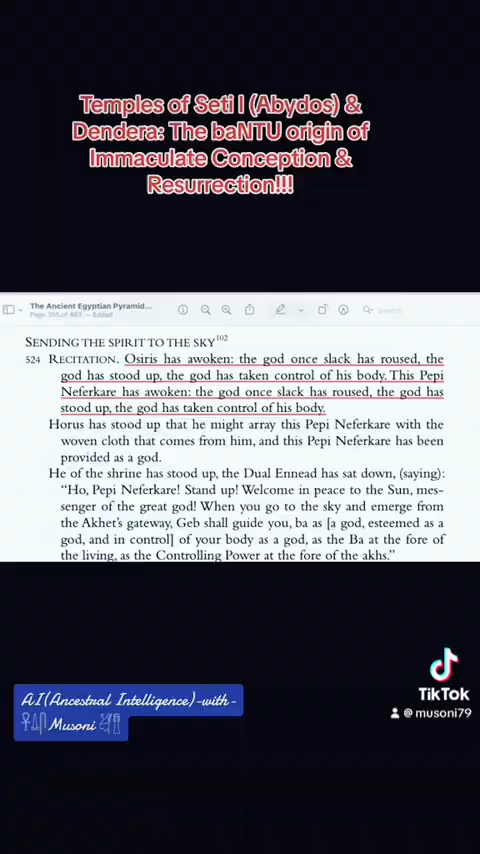 Temples of Seti I (Abydos) &
Dendera: The baNTU origin of
Immaculate Conception &
Resurrection!!!
The Ancient Egyptian Pyramid...
Page 365 of 483 — Edited
Search
SENDING THE SPIRIT TO THE SKY102
524 RECITATION. Osiris has awoken: the god once slack has roused, the
god has stood up, the god has taken control of his body. This Pepi
Neferkare has awoken: the god once slack has roused, the god has
stood up, the god has taken control of his body.
Horus has stood up that he might array this Pepi Neferkare with the
woven cloth that comes from him, and this Pepi Neferkare has been
provided as a god.
He of the shrine has stood up, the Dual Ennead has sat down, (saying):
“Ho, Pepi Neferkare! Stand up! Welcome in peace to the Sun, mes-
senger of the great god! When you go to the sky and emerge from
the Akhet’s gateway, Geb shall guide you, ba as [a god, esteemed as a
god, and in control] of your body as a god, as the Ba at the fore of
the living, as the Controlling Power at the fore of the akhs.”
A.I(Ancestral Intelligence)-with-
Musoni
TikTok
@musoni79